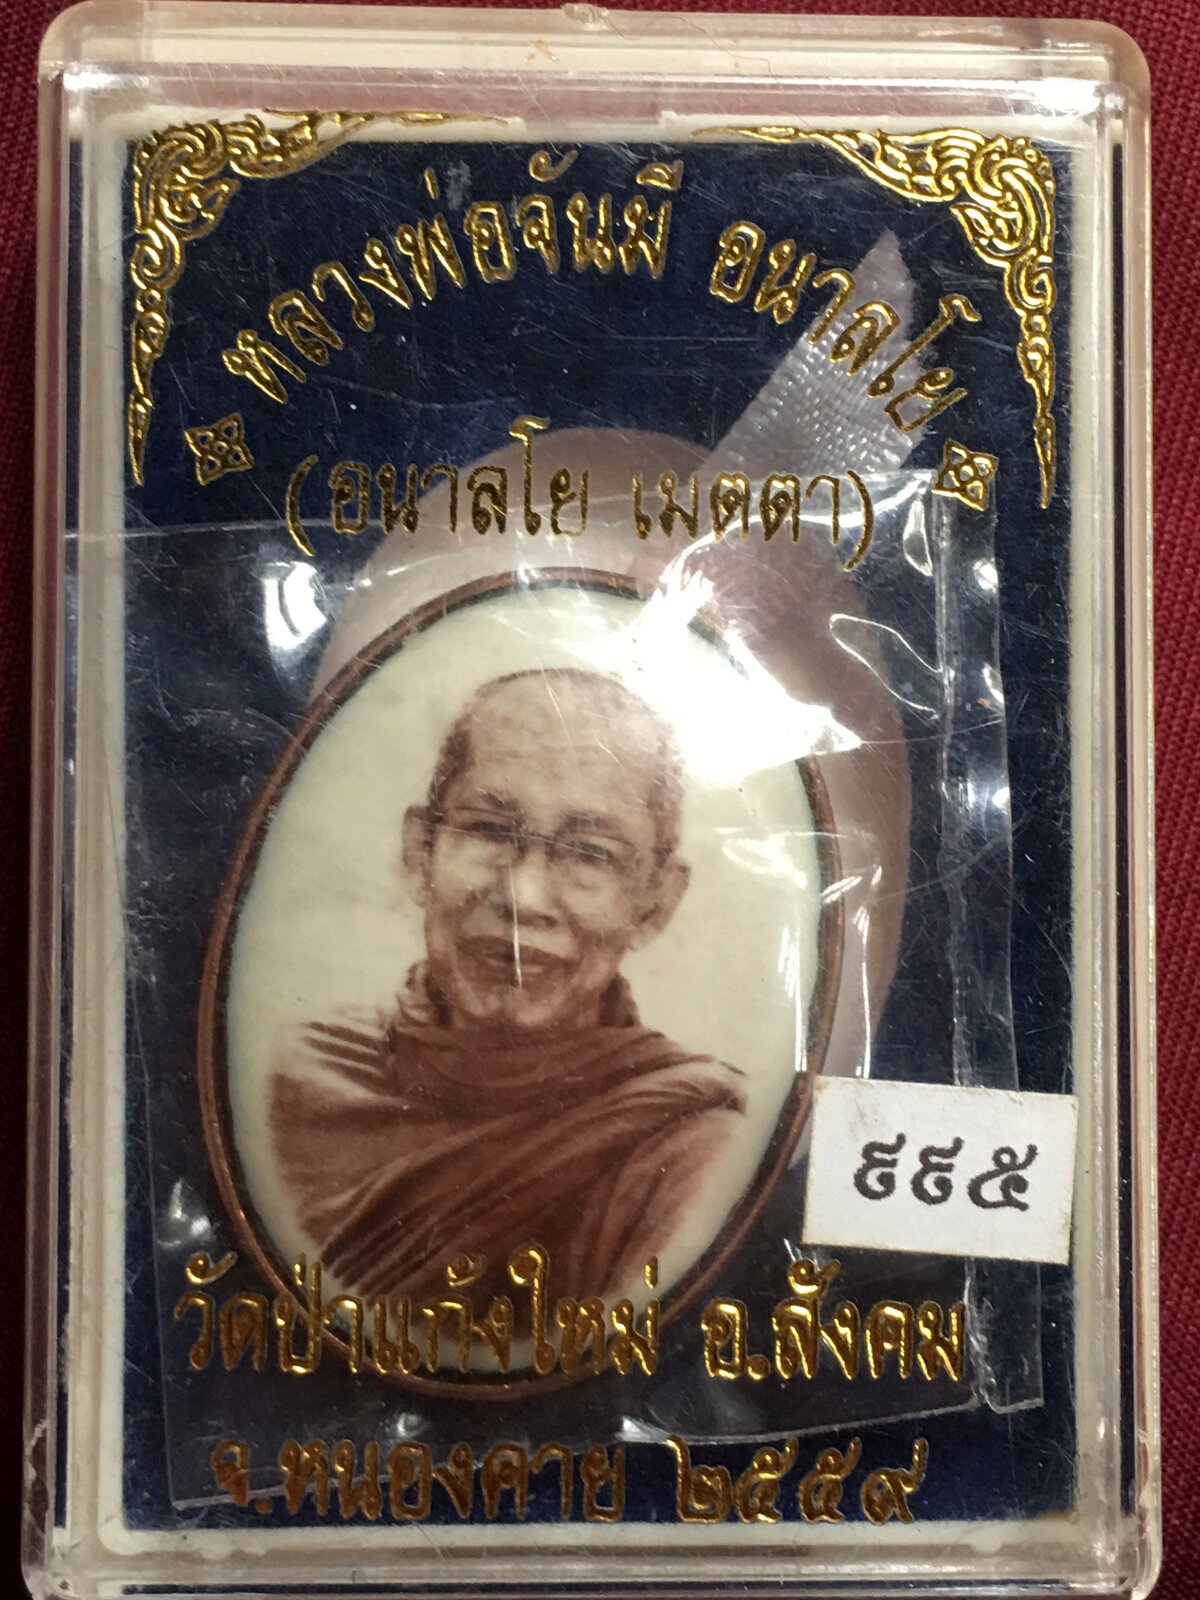 หลวงพ่อจันมี อนาลโย
(อนาลโย เมตตา)
๔๔๕
วัดป่าแก้งใหม่ อ.สังคม
จ.หนองคาย ๒๕๕๙